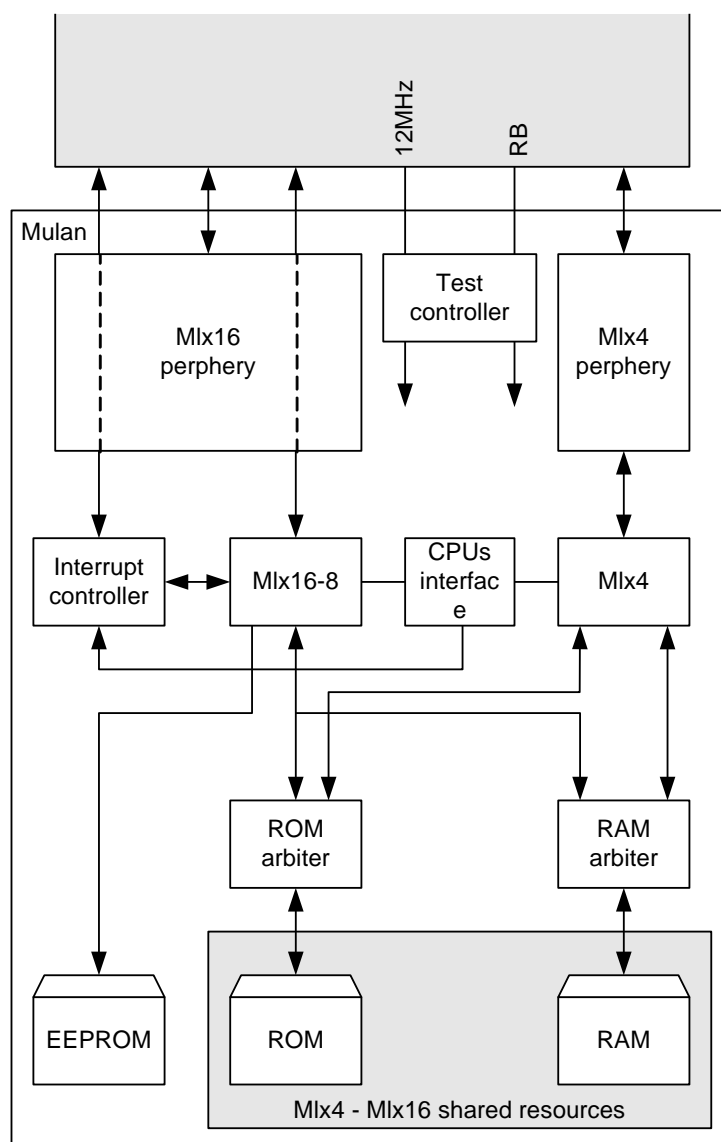 12MHz
RB
Mulan
Mlx16
perphery
Test
controller
Mlx4
perphery
Interrupt
controller
Mlx16-8
CPUs
interfac
e
Mlx4
ROM
arbiter
RAM
arbiter
EEPROM
ROM
RAM
Mlx4 - Mlx16 shared resources